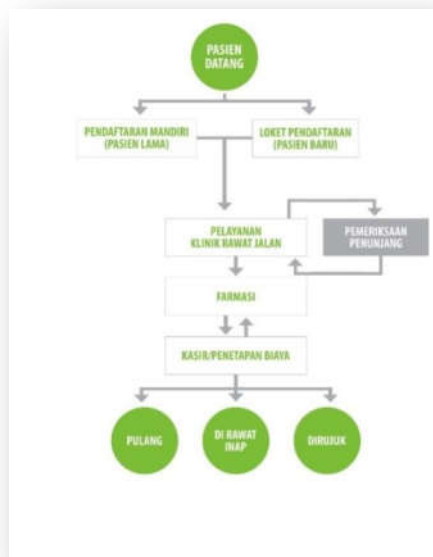 PASIEN
DATANG
PENDAFTARAN MANDIRI
(PASIEN LAMA)
LOKET PENDAFTARAN
(PASIEN BARU)
PELAYANAN
KLINIK RAWAT JALAN
PEMERIKSAAN
PENUNJANG
FARMASI
KASIR/PENETAPAN BIAYA
PULANG
DI RAWAT
INAP
DIRUJUK